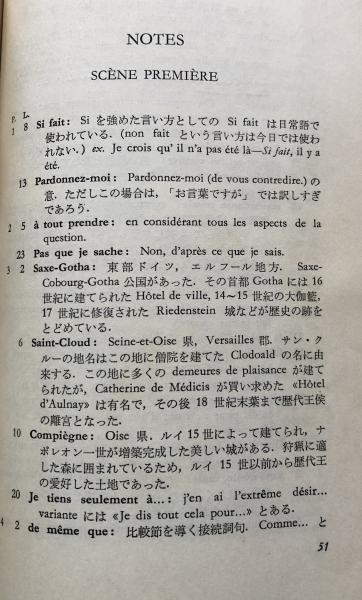 NOTES
SCÈNE PREMIÈRE
P. L.
1 8 Si fait: Si を強めた言い方としての Si fait は日常語で
使われている. (non fait という言い方は今日では使わ
れない.) ex. Je crois qu' il n'a pas été là—Si fait, il y a
été.
13 Pardonnez-moi: Pardonnez-moi (de vous contredire.) の
意. ただしこの場合は, 「お言葉ですが」では訳しすぎ
であろう.
2 5 à tout prendre: en considérant tous les aspects de la
question.
23 Pas que je sache: Non, d'après ce que je sais.
3 2 Saxe-Gotha: 東部ドイツ, エルフール地方. Saxe-
Cobourg-Gotha 公国があった. その首都 Gotha には 16
世紀に建てられた Hôtel de ville, 14~15 世紀の大伽籃,
17 世紀に修復された Riedenstein 城などが歴史の跡を
とどめている.
6 Saint-Cloud: Seine-et-Oise 県, Versailles 郡. サン・ク
ルーの地名はこの地に僧院を建てた Clodoald の名に由
来する. この地に多くの demeures de plaisance が建て
られたが, Catherine de Médicis が買い求めた «Hôtel
d'Aulnay» は有名で, その後 18 世紀末葉まで歴代王侯
の離宮となった.
10 Compiègne: Oise 県. ルイ 15 世によって建てられ, ナ
ポレオン一世が増築完成した美しい城がある. 狩猟に適
した森に囲まれているため, ルイ 15 世以前から歴代王
の愛好した土地であった.
20 Je tiens seulement à...: j'en ai l'extrême désir...
variante には «Je dis tout cela pour...» とある.
4 2 de même que: 比較節を導く接続詞句. Comme... と
51